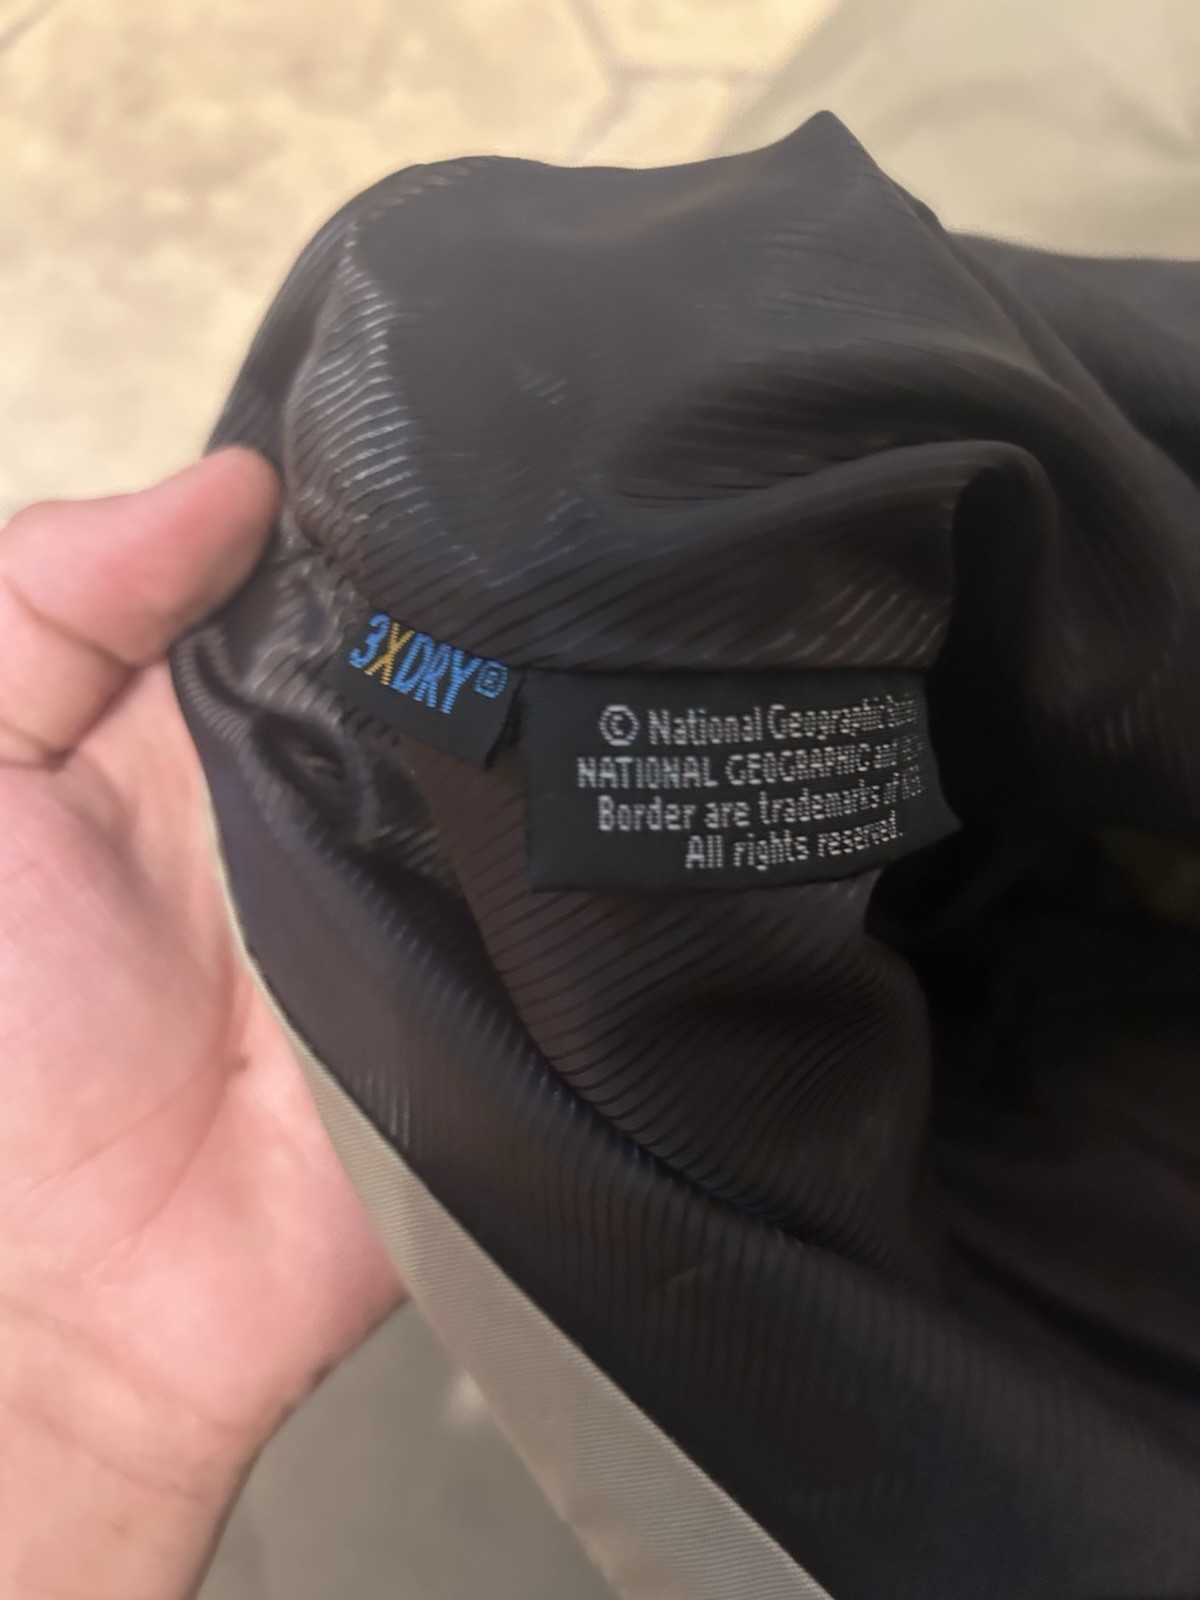 3XDRY®
© National Geographic
NATIONAL GEOGRAPHIC and
Border are trademarks of
All rights reserved.